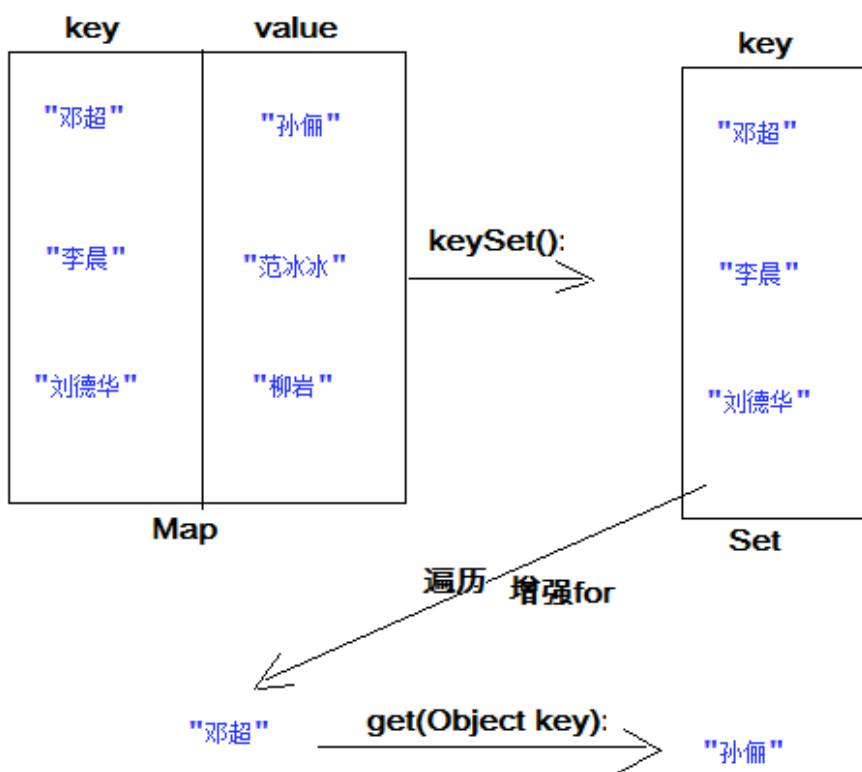 key value
key
"邓超" "孙俪"
"邓超"
"李晨" "范冰冰"
keySet():
"李晨"
"刘德华" "柳岩"
"刘德华"
Map
Set
遍历 增强for
"邓超" get(Object key): "孙俪"